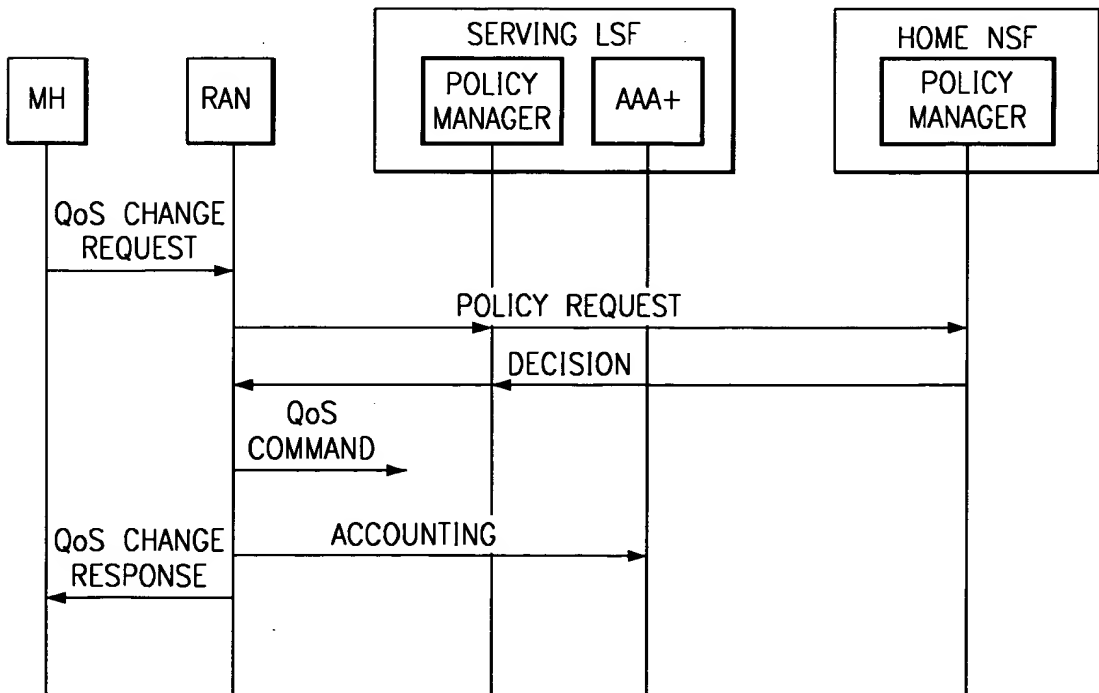 SERVING LSF
HOME NSF
MH
RAN
POLICY
MANAGER
AAA+
POLICY
MANAGER
QoS CHANGE
REQUEST
POLICY REQUEST
DECISION
QoS
COMMAND
ACCOUNTING
QoS CHANGE
RESPONSE